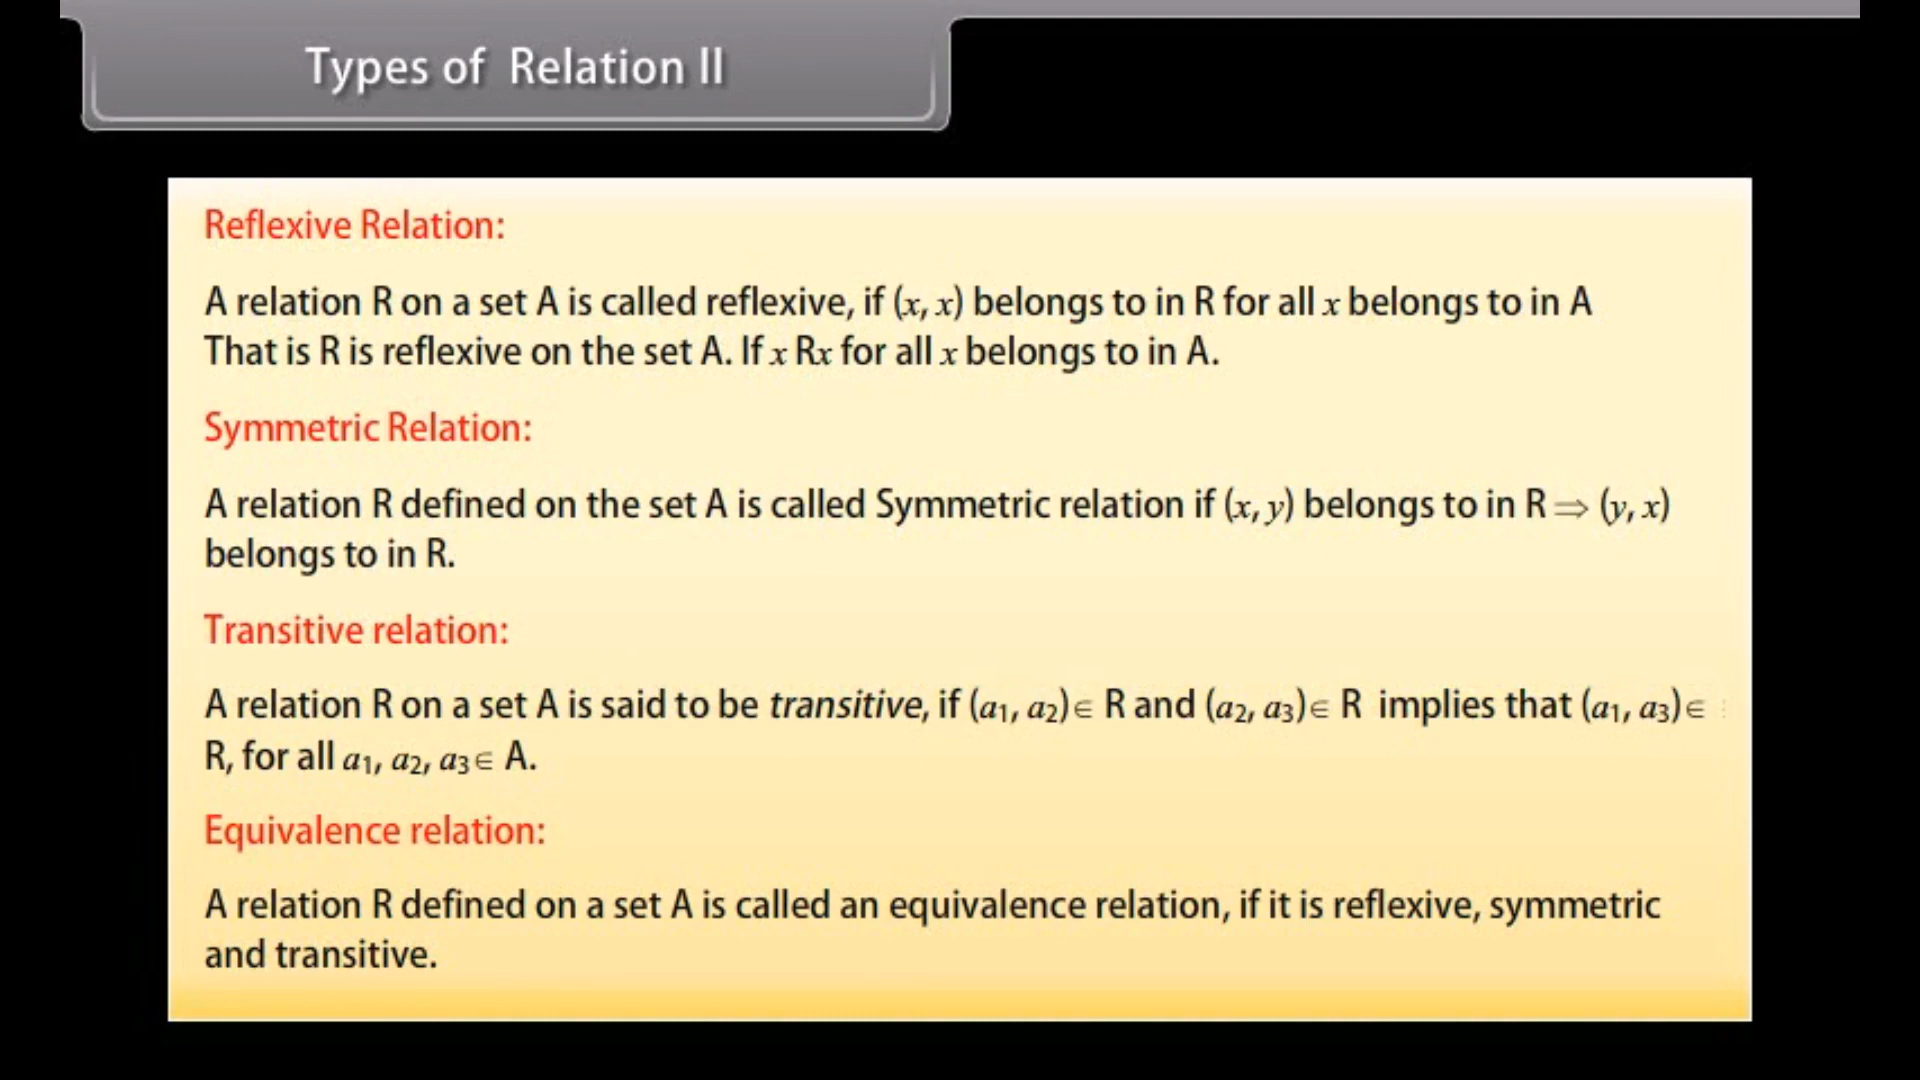 Types of Relation II
Reflexive Relation:
A relation R on a set A is called reflexive, if (x, x) belongs to in R for all x belongs to in A
That is R is reflexive on the set A. If x Rx for all x belongs to in A.
Symmetric Relation:
A relation R defined on the set A is called Symmetric relation if (x, y) belongs to in R ⇒ (y, x)
belongs to in R.
Transitive relation:
A relation R on a set A is said to be transitive, if (a₁, a₂)∈ R and (a₂, a₃)∈ R implies that (a₁, a₃)∈
R, for all a₁, a₂, a₃∈ A.
Equivalence relation:
A relation R defined on a set A is called an equivalence relation, if it is reflexive, symmetric
and transitive.